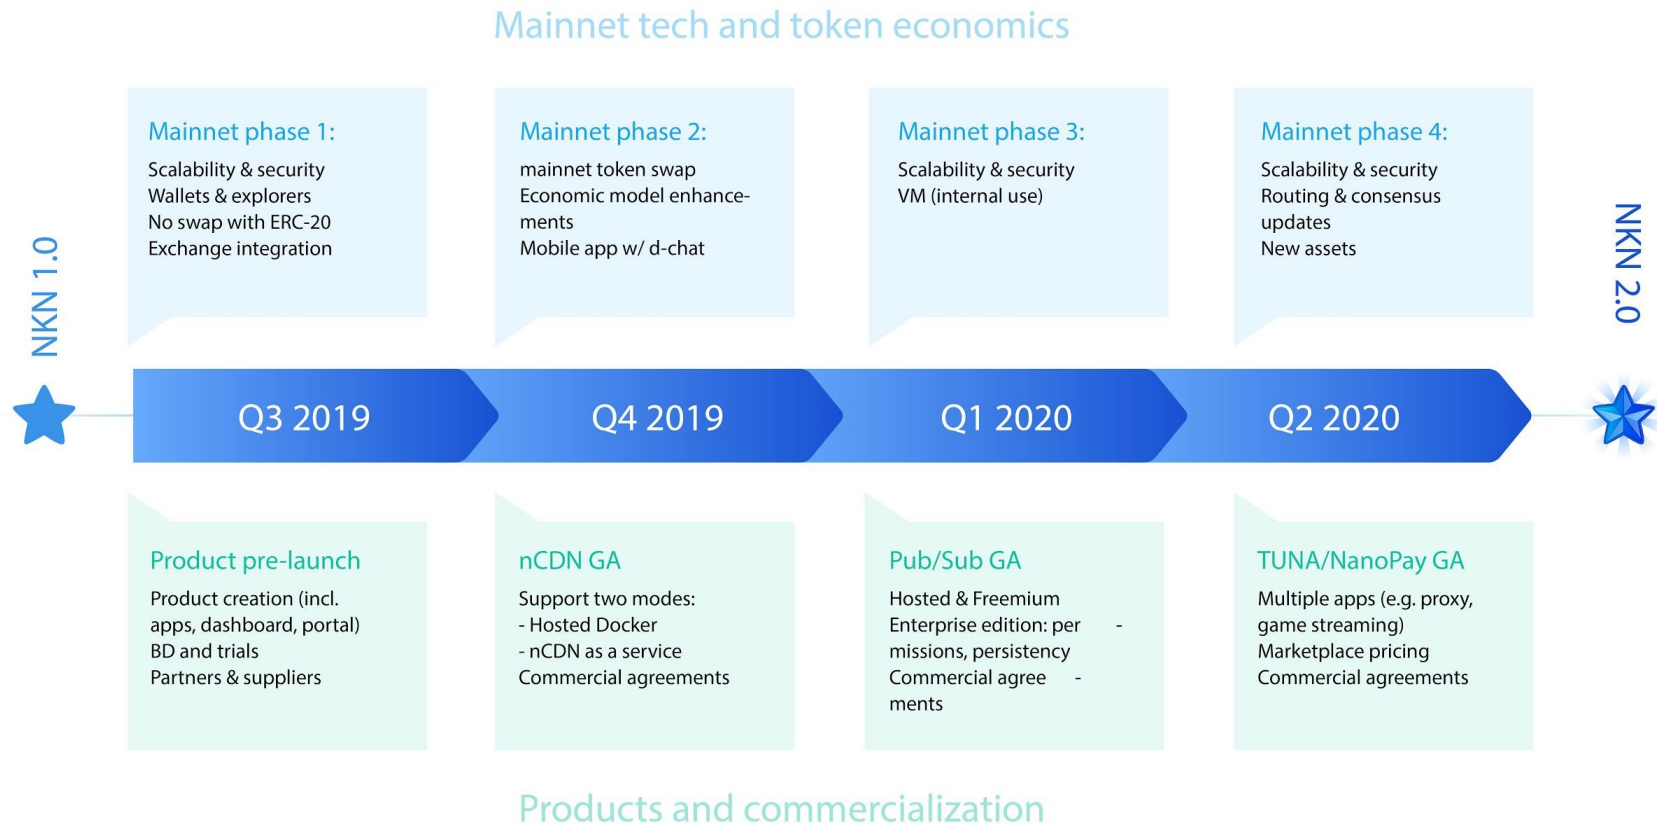 Mainnet tech and token economics
NKN 1.0
Mainnet phase 1:
Scalability & security
Wallets & explorers
No swap with ERC-20
Exchange integration
Mainnet phase 2:
mainnet token swap
Economic model enhance-
ments
Mobile app w/ d-chat
Mainnet phase 3:
Scalability & security
VM (internal use)
Mainnet phase 4:
Scalability & security
Routing & consensus
updates
New assets
NKN 2.0
Q3 2019
Q4 2019
Q1 2020
Q2 2020
Product pre-launch
Product creation (incl.
apps, dashboard, portal)
BD and trials
Partners & suppliers
nCDN GA
Support two modes:
- Hosted Docker
- nCDN as a service
Commercial agreements
Pub/Sub GA
Hosted & Freemium
Enterprise edition: per -
missions, persistency
Commercial agree -
ments
TUNA/NanoPay GA
Multiple apps (e.g. proxy,
game streaming)
Marketplace pricing
Commercial agreements
Products and commercialization